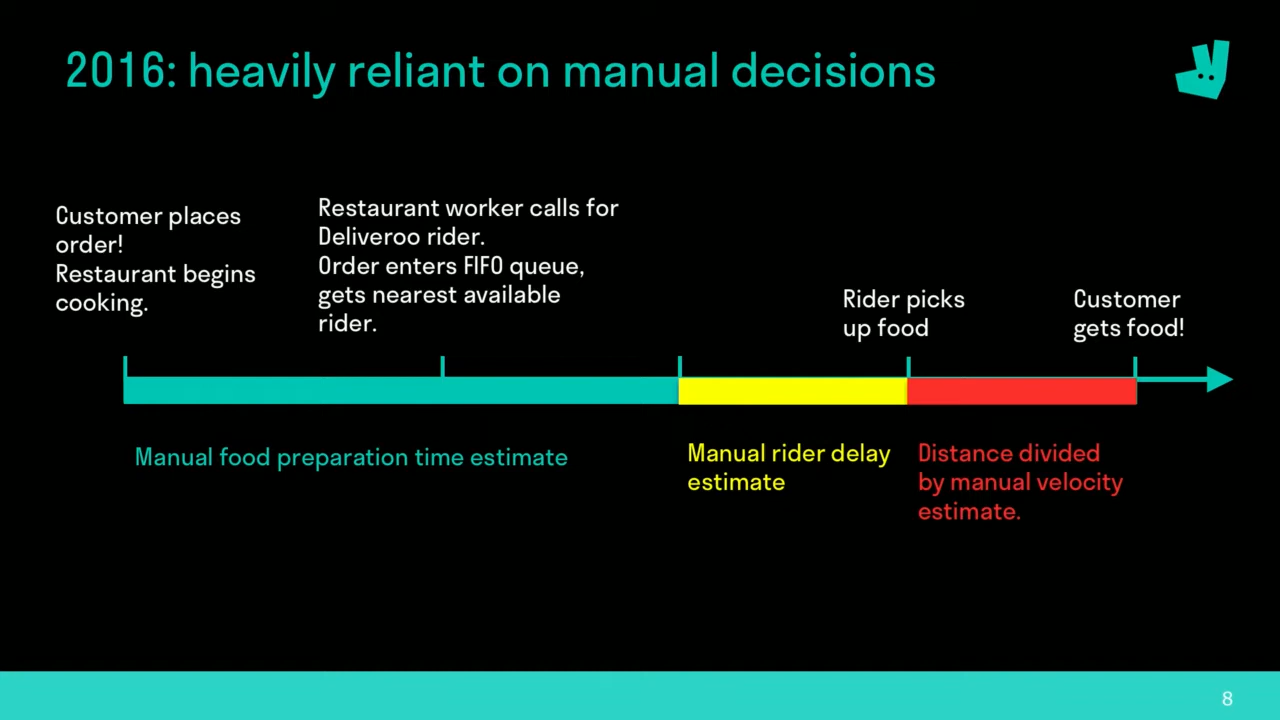 2016: heavily reliant on manual decisions
Customer places
order!
Restaurant begins
cooking.
Restaurant worker calls for
Deliveroo rider.
Order enters FIFO queue,
gets nearest available
rider.
Rider picks
up food
Customer
gets food!
Manual food preparation time estimate
Manual rider delay
estimate
Distance divided
by manual velocity
estimate.
8